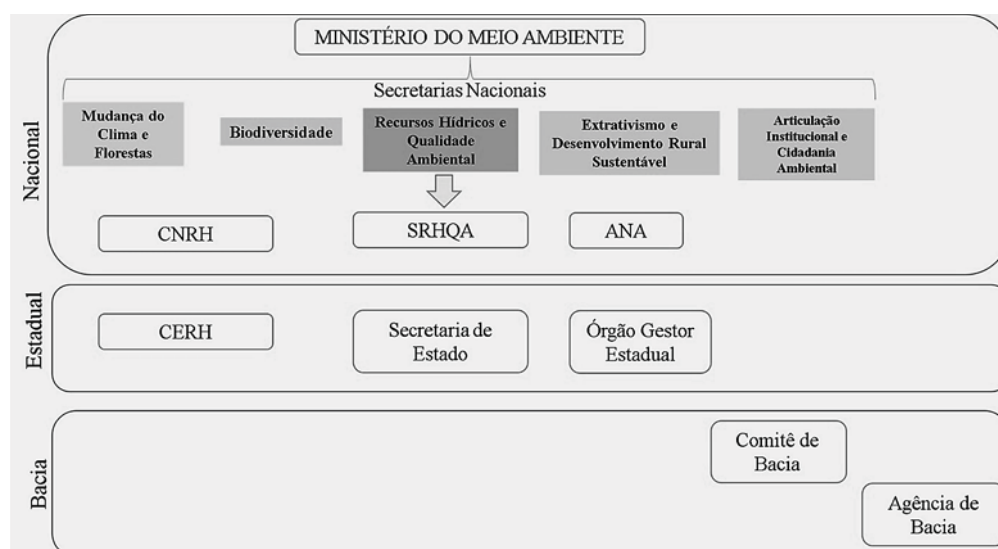 MINISTÉRIO DO MEIO AMBIENTE
Secretarias Nacionais
Mudança do
Clima e
Florestas
Biodiversidade
Recursos Hídricos e
Qualidade
Ambiental
Extrativismo e
Desenvolvimento Rural
Sustentável
Articulação
Institucional e
Cidadania
Ambiental
Nacional
CNRH
SRHQA
ANA
Estadual
CERH
Secretaria de
Estado
Órgão Gestor
Estadual
Bacia
Comitê de
Bacia
Agência de
Bacia